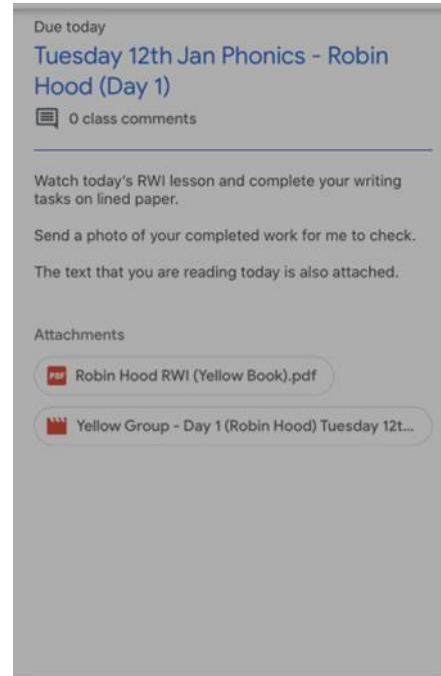 Due today
Tuesday 12th Jan Phonics - Robin
Hood (Day 1)
0 class comments
Watch today's RWI lesson and complete your writing
tasks on lined paper.
Send a photo of your completed work for me to check.
The text that you are reading today is also attached.
Attachments
PDF Robin Hood RWI (Yellow Book).pdf
Yellow Group - Day 1 (Robin Hood) Tuesday 12t...